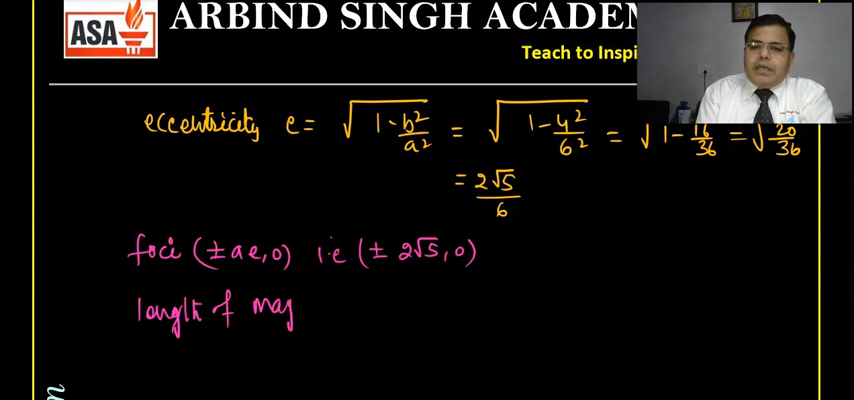 ASA
ARBIND SINGH ACADEM
Teach to Inspi
eccentricity e = √(1 - b²/a²) = √(1 - 4²/6²) = √(1 - 16/36) = √(20/36)
= 2√5/6
foci (±ae, 0) i.e (± 2√5, 0)
length of maj